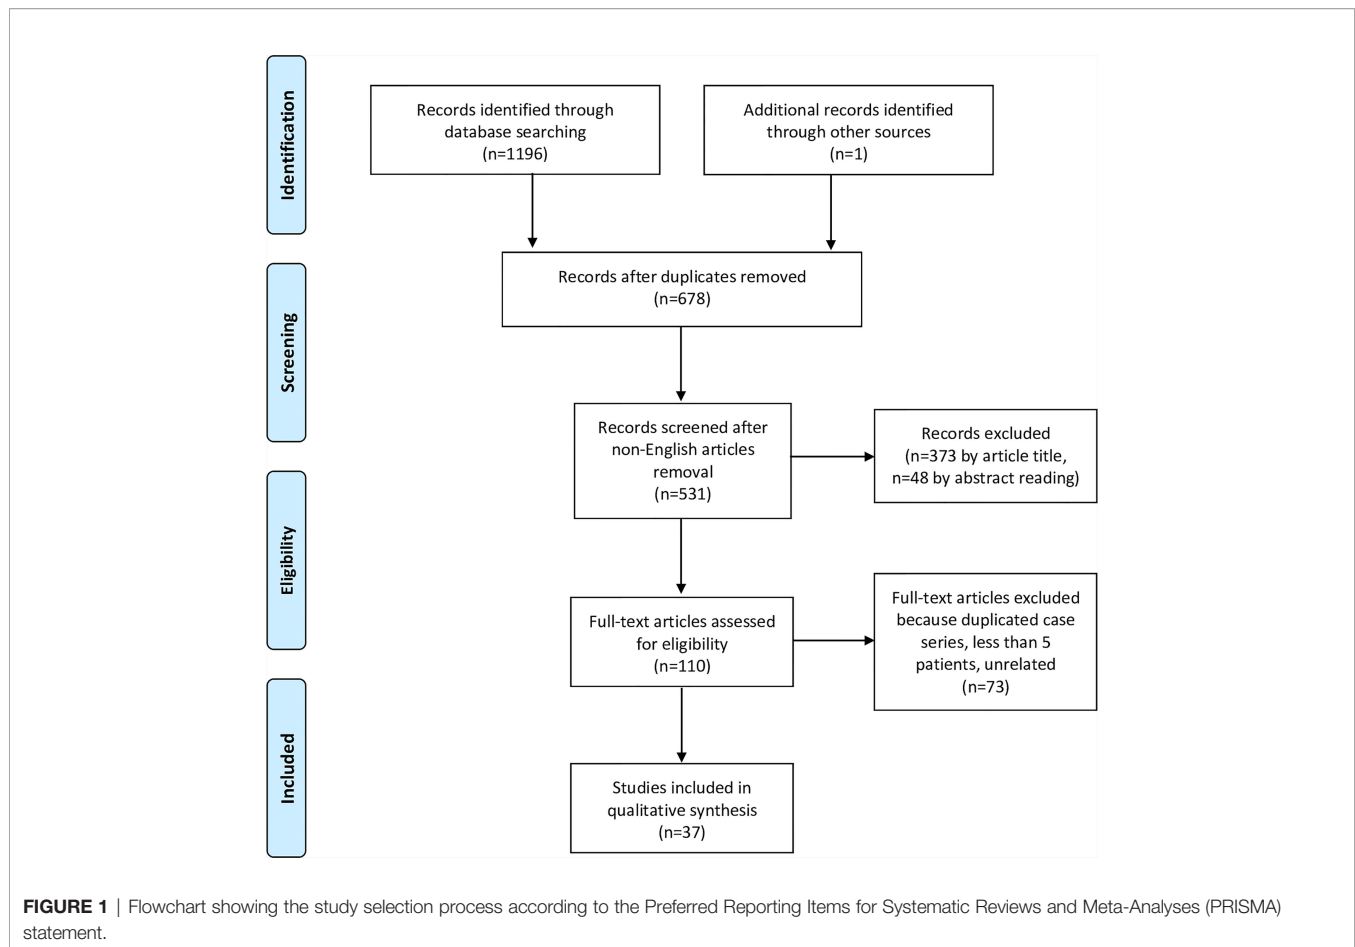 Identification
Records identified through
database searching
(n=1196)
Additional records identified
through other sources
(n=1)
Screening
Records after duplicates removed
(n=678)
Records screened after
non-English articles
removal
(n=531)
Records excluded
(n=373 by article title,
n=48 by abstract reading)
Eligibility
Full-text articles assessed
for eligibility
(n=110)
Full-text articles excluded
because duplicated case
series, less than 5
patients, unrelated
(n=73)
Included
Studies included in
qualitative synthesis
(n=37)
FIGURE 1 | Flowchart showing the study selection process according to the Preferred Reporting Items for Systematic Reviews and Meta-Analyses (PRISMA)
statement.